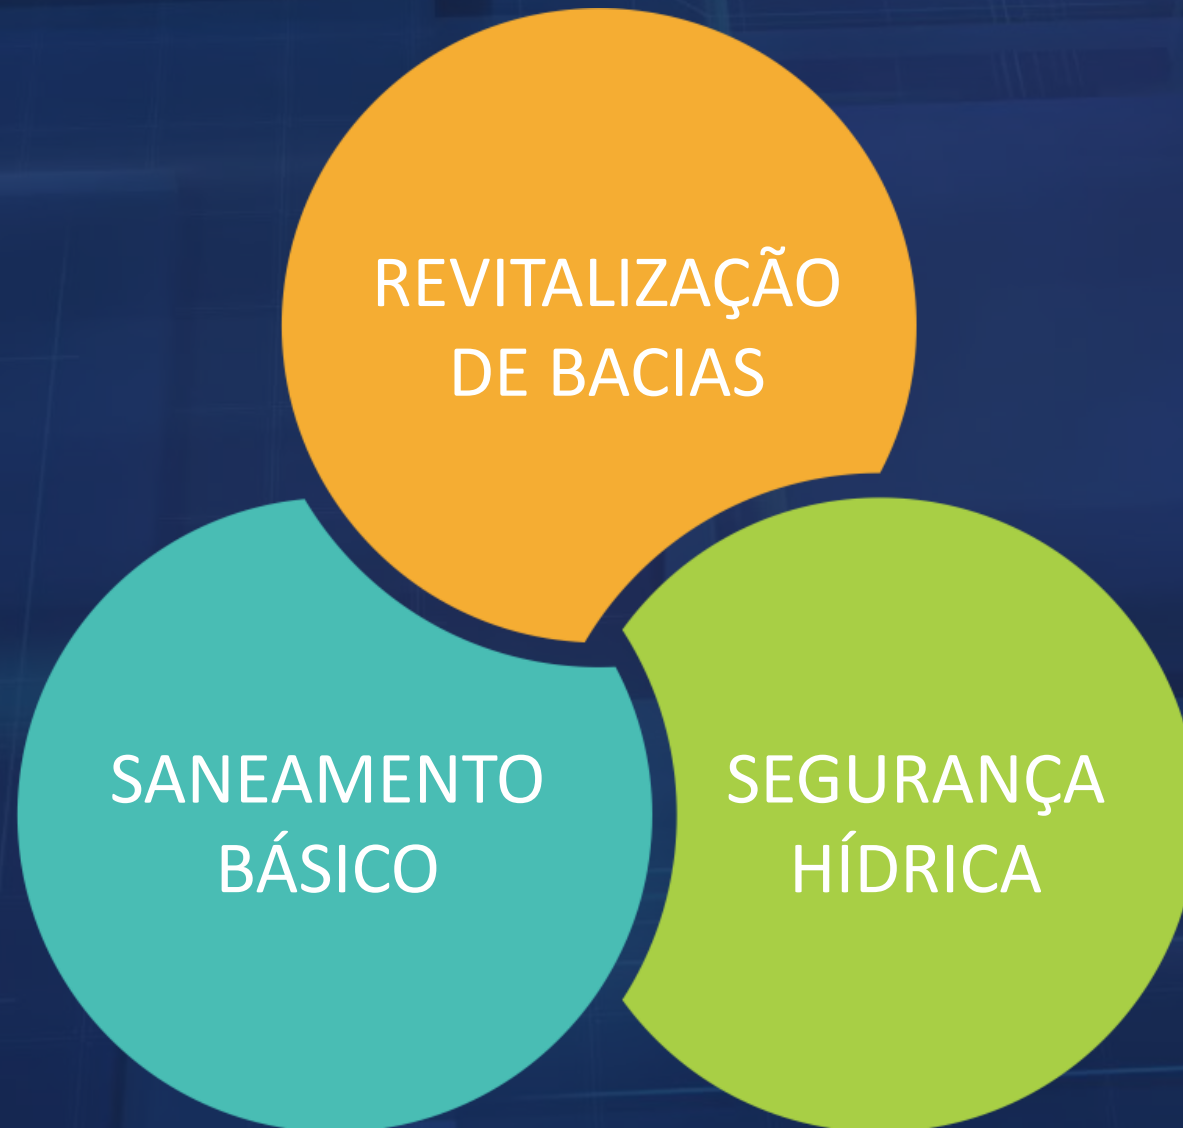 REVITALIZAÇÃO
DE BACIAS
SANEAMENTO
BÁSICO
SEGURANÇA
HÍDRICA